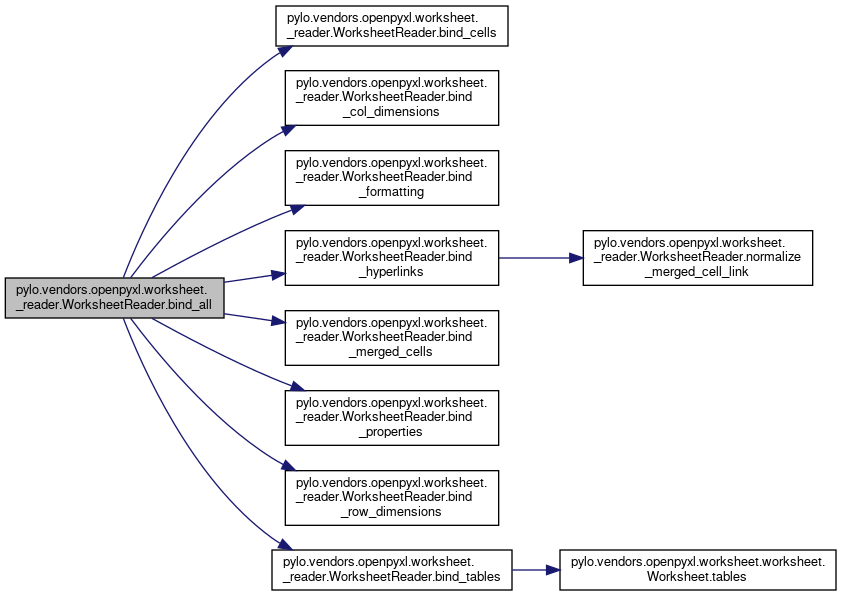 pylo.vendors.openpyxl.worksheet.
_reader.WorksheetReader.bind_cells
pylo.vendors.openpyxl.worksheet.
_reader.WorksheetReader.bind
_col_dimensions
pylo.vendors.openpyxl.worksheet.
_reader.WorksheetReader.bind
_formatting
pylo.vendors.openpyxl.worksheet.
_reader.WorksheetReader.bind
_hyperlinks
pylo.vendors.openpyxl.worksheet.
_reader.WorksheetReader.normalize
_merged_cell_link
pylo.vendors.openpyxl.worksheet.
_reader.WorksheetReader.bind_all
pylo.vendors.openpyxl.worksheet.
_reader.WorksheetReader.bind
_merged_cells
pylo.vendors.openpyxl.worksheet.
_reader.WorksheetReader.bind
_properties
pylo.vendors.openpyxl.worksheet.
_reader.WorksheetReader.bind
_row_dimensions
pylo.vendors.openpyxl.worksheet.
_reader.WorksheetReader.bind_tables
pylo.vendors.openpyxl.worksheet.worksheet.
Worksheet.tables